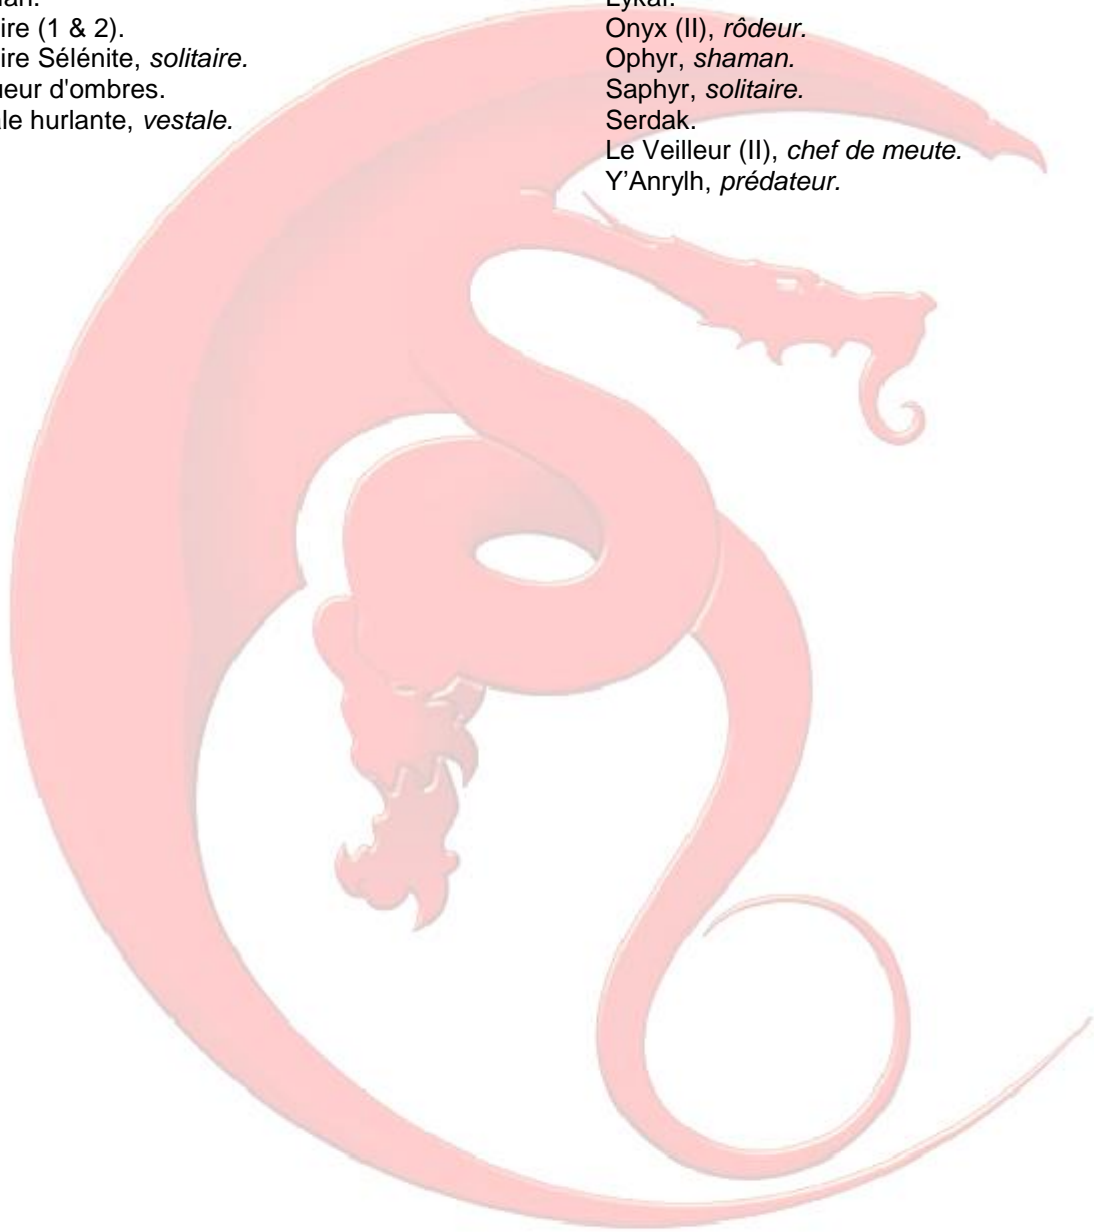 ire (1 & 2).
ire Sélénite, solitaire.
ueur d'ombres.
le hurlante, vestale.
Onyx (II), rôdeur.
Ophyr, shaman.
Saphyr, solitaire.
Serdak.
Le Veilleur (II), chef de meute.
Y’Anrylh, prédateur.